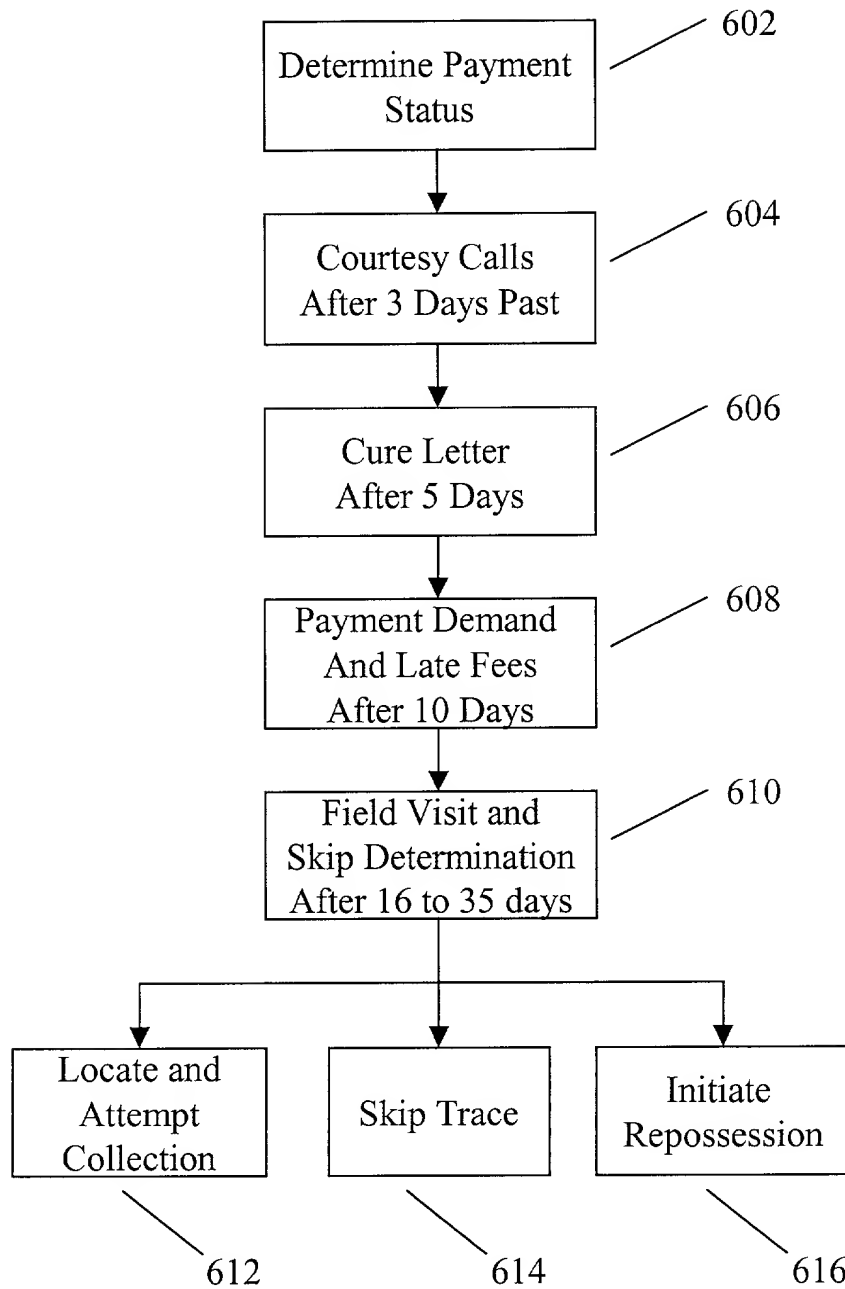 602
Determine Payment
Status
604
Courtesy Calls
After 3 Days Past
606
Cure Letter
After 5 Days
608
Payment Demand
And Late Fees
After 10 Days
610
Field Visit and
Skip Determination
After 16 to 35 days
Locate and
Attempt
Collection
Skip Trace
Initiate
Repossession
612
614
616